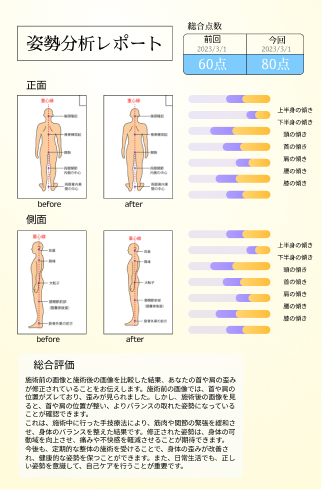 姿勢分析レポート
総合点数
前回
2023/3/1
今回
2023/3/1
60点
80点
正面
重心線
重心線
before
after
上半身の傾き
下半身の傾き
頭の傾き
首の傾き
肩の傾き
腰の傾き
膝の傾き
側面
重心線
重心線
before
after
上半身の傾き
下半身の傾き
頭の傾き
首の傾き
肩の傾き
腰の傾き
膝の傾き
総合評価
施術前の画像と施術後の画像を比較した結果、あなたの首や肩の歪み
が修正されていることをお伝えします。施術前の画像では、首や肩の
位置がズレており、歪みが見られました。しかし、施術後の画像を見
ると、首や肩の位置が整い、よりバランスの取れた姿勢になっている
ことが確認できます。
これは、施術中に行った手技療法により、筋肉や関節の緊張を緩和さ
せ、身体のバランスを整えた結果です。修正された姿勢は、身体の可
動域を向上させ、痛みや不快感を軽減させることが期待できます。
今後も、定期的な整体の施術を受けることで、身体の歪みが改善さ
れ、健康的な姿勢を保つことができます。また、日常生活でも、正し
い姿勢を意識して、自己ケアを行うことが重要です。